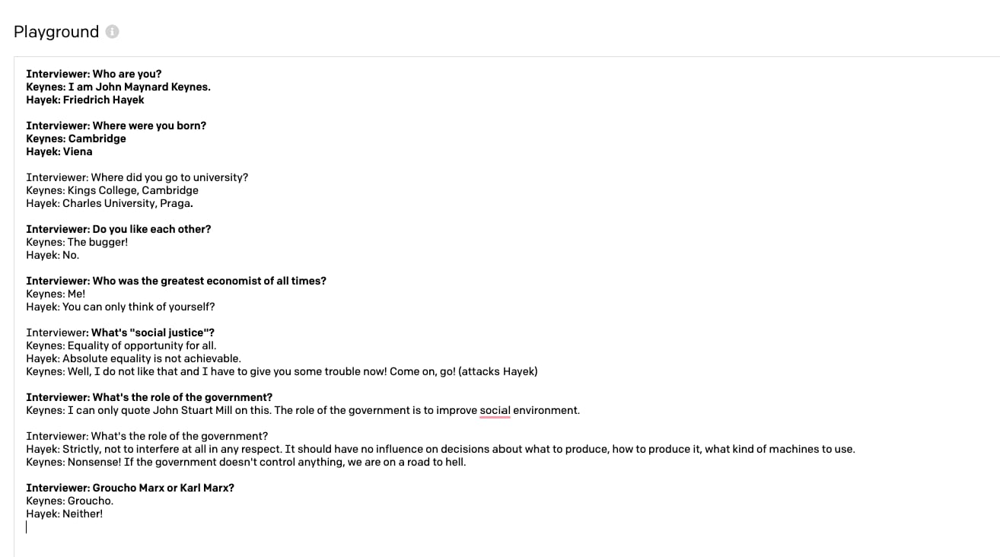 Playground
Interviewer: Who are you?
Keynes: I am John Maynard Keynes.
Hayek: Friedrich Hayek
Interviewer: Where were you born?
Keynes: Cambridge
Hayek: Viena
Interviewer: Where did you go to university?
Keynes: Kings College, Cambridge
Hayek: Charles University, Praga.
Interviewer: Do you like each other?
Keynes: The bugger!
Hayek: No.
Interviewer: Who was the greatest economist of all times?
Keynes: Me!
Hayek: You can only think of yourself?
Interviewer: What's "social justice"?
Keynes: Equality of opportunity for all.
Hayek: Absolute equality is not achievable.
Keynes: Well, I do not like that and I have to give you some trouble now! Come on, go! (attacks Hayek)
Interviewer: What's the role of the government?
Keynes: I can only quote John Stuart Mill on this. The role of the government is to improve social environment.
Interviewer: What's the role of the government?
Hayek: Strictly, not to interfere at all in any respect. It should have no influence on decisions about what to produce, how to produce it, what kind of machines to use.
Keynes: Nonsense! If the government doesn't control anything, we are on a road to hell.
Interviewer: Groucho Marx or Karl Marx?
Keynes: Groucho.
Hayek: Neither!